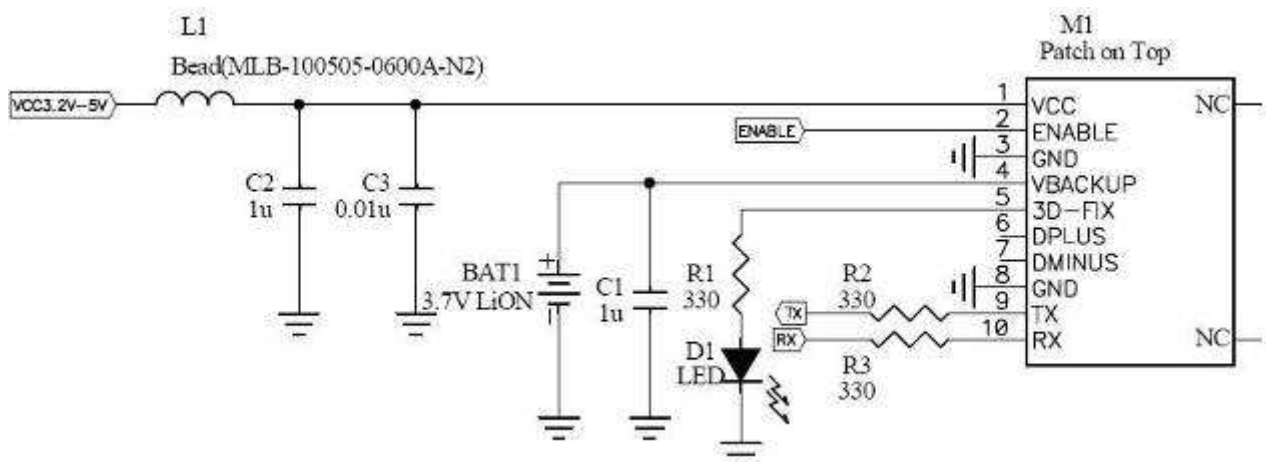 L1
Bead(MLB-100505-0600A-N2)
VCC3.2V-5V
C2
1u
C3
0.01u
M1
Patch on Top
1 VCC
NC
ENABLE
2 ENABLE
3 GND
4 VBACKUP
5 3D-FIX
6 DPLUS
7 DMINUS
8 GND
9 TX
10 RX
NC
BAT1
3.7V LiON
+
C1
1u
R1
330
D1
LED
R2
330
TX
RX
R3
330